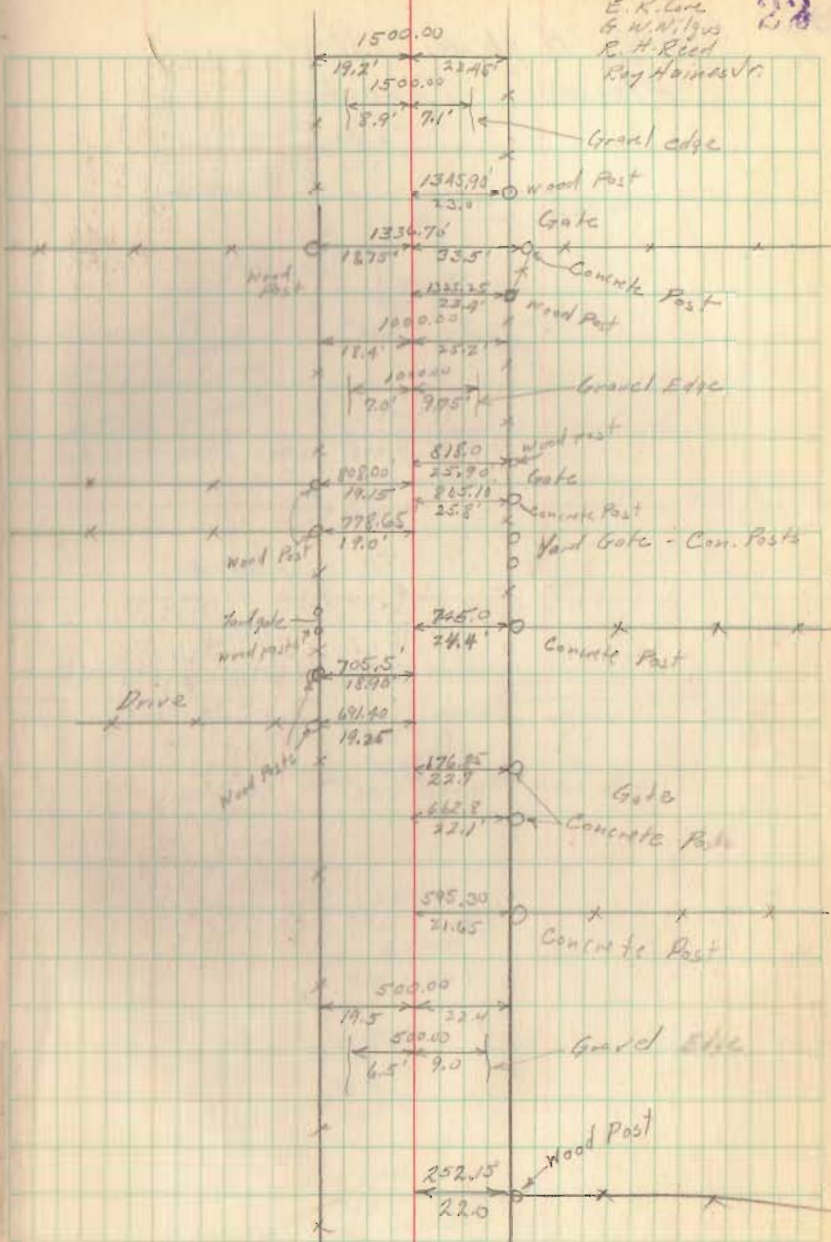 E. K. Lore
G. W. Wilgus
R. H. Reed
Roy Haines Jr.
23
1500.00
19.2' 22.45'
1500.00
8.9' 7.1'
Gravel edge
1345.90' Wood Post
23.0
Gate
1336.70'
18.75' 33.5'
Wood Post
Concrete Post
1325.25
23.4' Wood Post
1000.00
18.4' 25.2'
1000.00
7.0' 9.75'
Gravel Edge
818.0 Wood Post
25.90
Gate
808.00'
19.15'
805.10'
25.8' Concrete Post
778.65
19.0'
Wood Post
Yard Gate - Con. Posts
Yard gate
wood posts
745.0
24.4'
Concrete Post
705.5'
18.90'
Drive
691.40
19.25
Wood Posts
676.85
22.7
Gate
662.8
22.1'
Concrete Post
595.30
21.65
Concrete Post
500.00
19.5 22.4
500.00
6.5' 9.0
Gravel Edge
Wood Post
252.15
22.0